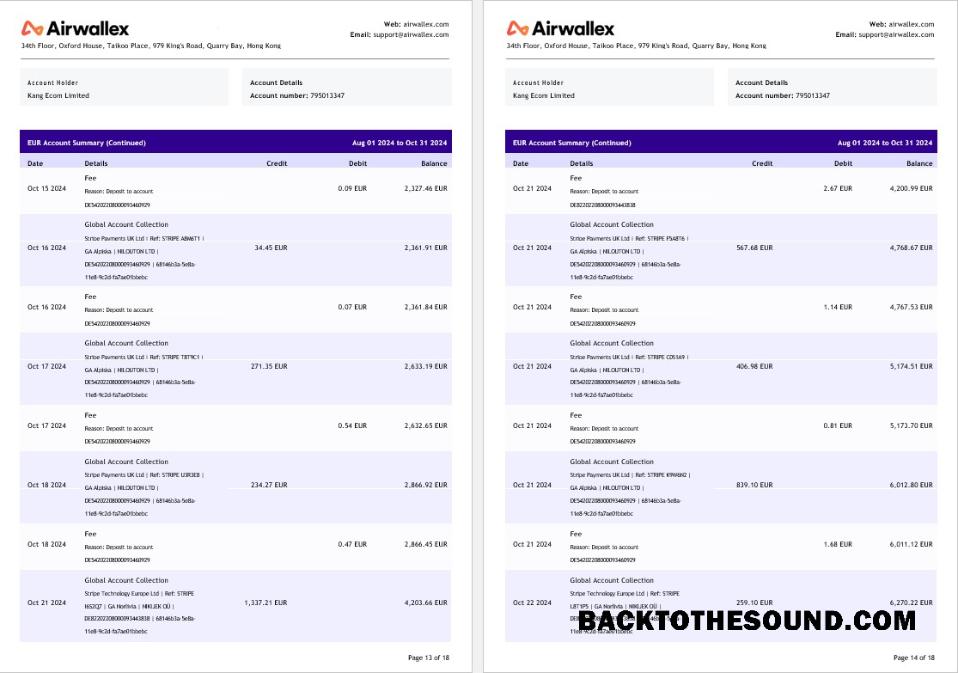 Airwallex
Web: airwallex.com
Email: support@airwallex.com
34th Floor, Oxford House, Taikoo Place, 979 King's Road, Quarry Bay, Hong Kong
Account Holder
Kang Ecom Limited
Account Details
Account number: 795013347
EUR Account Summary (Continued) Aug 01 2024 to Oct 31 2024
Date Details Credit Debit Balance
Fee
Oct 15 2024 Reason: Deposit to account 0.09 EUR 2,327.46 EUR
DE54202208000093460929
Global Account Collection
Stripe Payments UK Ltd | Ref: STRIPE
Oct 16 2024 34.45 EUR 2,361.91 EUR
GA Alpiska | NILOUTON LTD |
DE54202208000093460929 | 68146b3a-5e8a-
11e8-9c2d-fa7ae01bbebc
Fee
Oct 16 2024 Reason: Deposit to account 0.07 EUR 2,361.84 EUR
DE54202208000093460929
Global Account Collection
Stripe Payments UK Ltd | Ref: STRIPE
Oct 17 2024 271.35 EUR 2,633.19 EUR
GA Alpiska | NILOUTON LTD |
DE54202208000093460929 | 68146b3a-5e8a-
11e8-9c2d-fa7ae01bbebc
Fee
Oct 17 2024 Reason: Deposit to account 0.54 EUR 2,632.65 EUR
DE54202208000093460929
Global Account Collection
Stripe Payments UK Ltd | Ref: STRIPE
Oct 18 2024 234.27 EUR 2,866.92 EUR
GA Alpiska | NILOUTON LTD |
DE54202208000093460929 | 68146b3a-5e8a-
11e8-9c2d-fa7ae01bbebc
Fee
Oct 18 2024 Reason: Deposit to account 0.47 EUR 2,866.45 EUR
DE54202208000093460929
Global Account Collection
Stripe Technology Europe Ltd | Ref: STRIPE
Oct 21 2024 1,337.21 EUR 4,203.66 EUR
| GA Norlivia | NIKLIEK OÜ |
DE82202208000093443838 | 68146b3a-5e8a-
11e8-9c2d-fa7ae01bbebc
Page 13 of 18
Airwallex
Web: airwallex.com
Email: support@airwallex.com
34th Floor, Oxford House, Taikoo Place, 979 King's Road, Quarry Bay, Hong Kong
Account Holder
Kang Ecom Limited
Account Details
Account number: 795013347
EUR Account Summary (Continued) Aug 01 2024 to Oct 31 2024
Date Details Credit Debit Balance
Fee
Oct 21 2024 Reason: Deposit to account 2.67 EUR 4,200.99 EUR
DE82202208000093443838
Global Account Collection
Stripe Payments UK Ltd | Ref: STRIPE
Oct 21 2024 567.68 EUR 4,768.67 EUR
GA Alpiska | NILOUTON LTD |
DE54202208000093460929 | 68146b3a-5e8a-
11e8-9c2d-fa7ae01bbebc
Fee
Oct 21 2024 Reason: Deposit to account 1.14 EUR 4,767.53 EUR
DE54202208000093460929
Global Account Collection
Stripe Payments UK Ltd | Ref: STRIPE
Oct 21 2024 406.98 EUR 5,174.51 EUR
GA Alpiska | NILOUTON LTD |
DE54202208000093460929 | 68146b3a-5e8a-
11e8-9c2d-fa7ae01bbebc
Fee
Oct 21 2024 Reason: Deposit to account 0.81 EUR 5,173.70 EUR
DE54202208000093460929
Global Account Collection
Stripe Payments UK Ltd | Ref: STRIPE
Oct 21 2024 839.10 EUR 6,012.80 EUR
GA Alpiska | NILOUTON LTD |
DE54202208000093460929 | 68146b3a-5e8a-
11e8-9c2d-fa7ae01bbebc
Fee
Oct 21 2024 Reason: Deposit to account 1.68 EUR 6,011.12 EUR
DE54202208000093460929
Global Account Collection
Stripe Technology Europe Ltd | Ref: STRIPE
Oct 22 2024 259.10 EUR 6,270.22 EUR
| GA Norlivia | NIKLIEK OÜ |
11e8-9c2d-fa7ae01bbebc
BACKTOTHESOUND.COM
Page 14 of 18